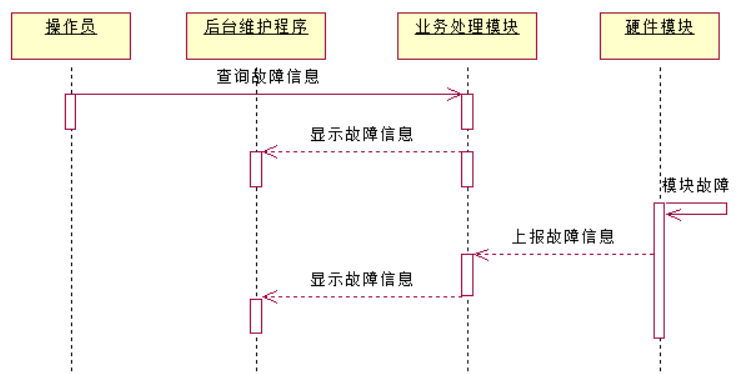 操作员
后台维护程序
业务处理模块
硬件模块
查询故障信息
显示故障信息
模块故障
上报故障信息
显示故障信息